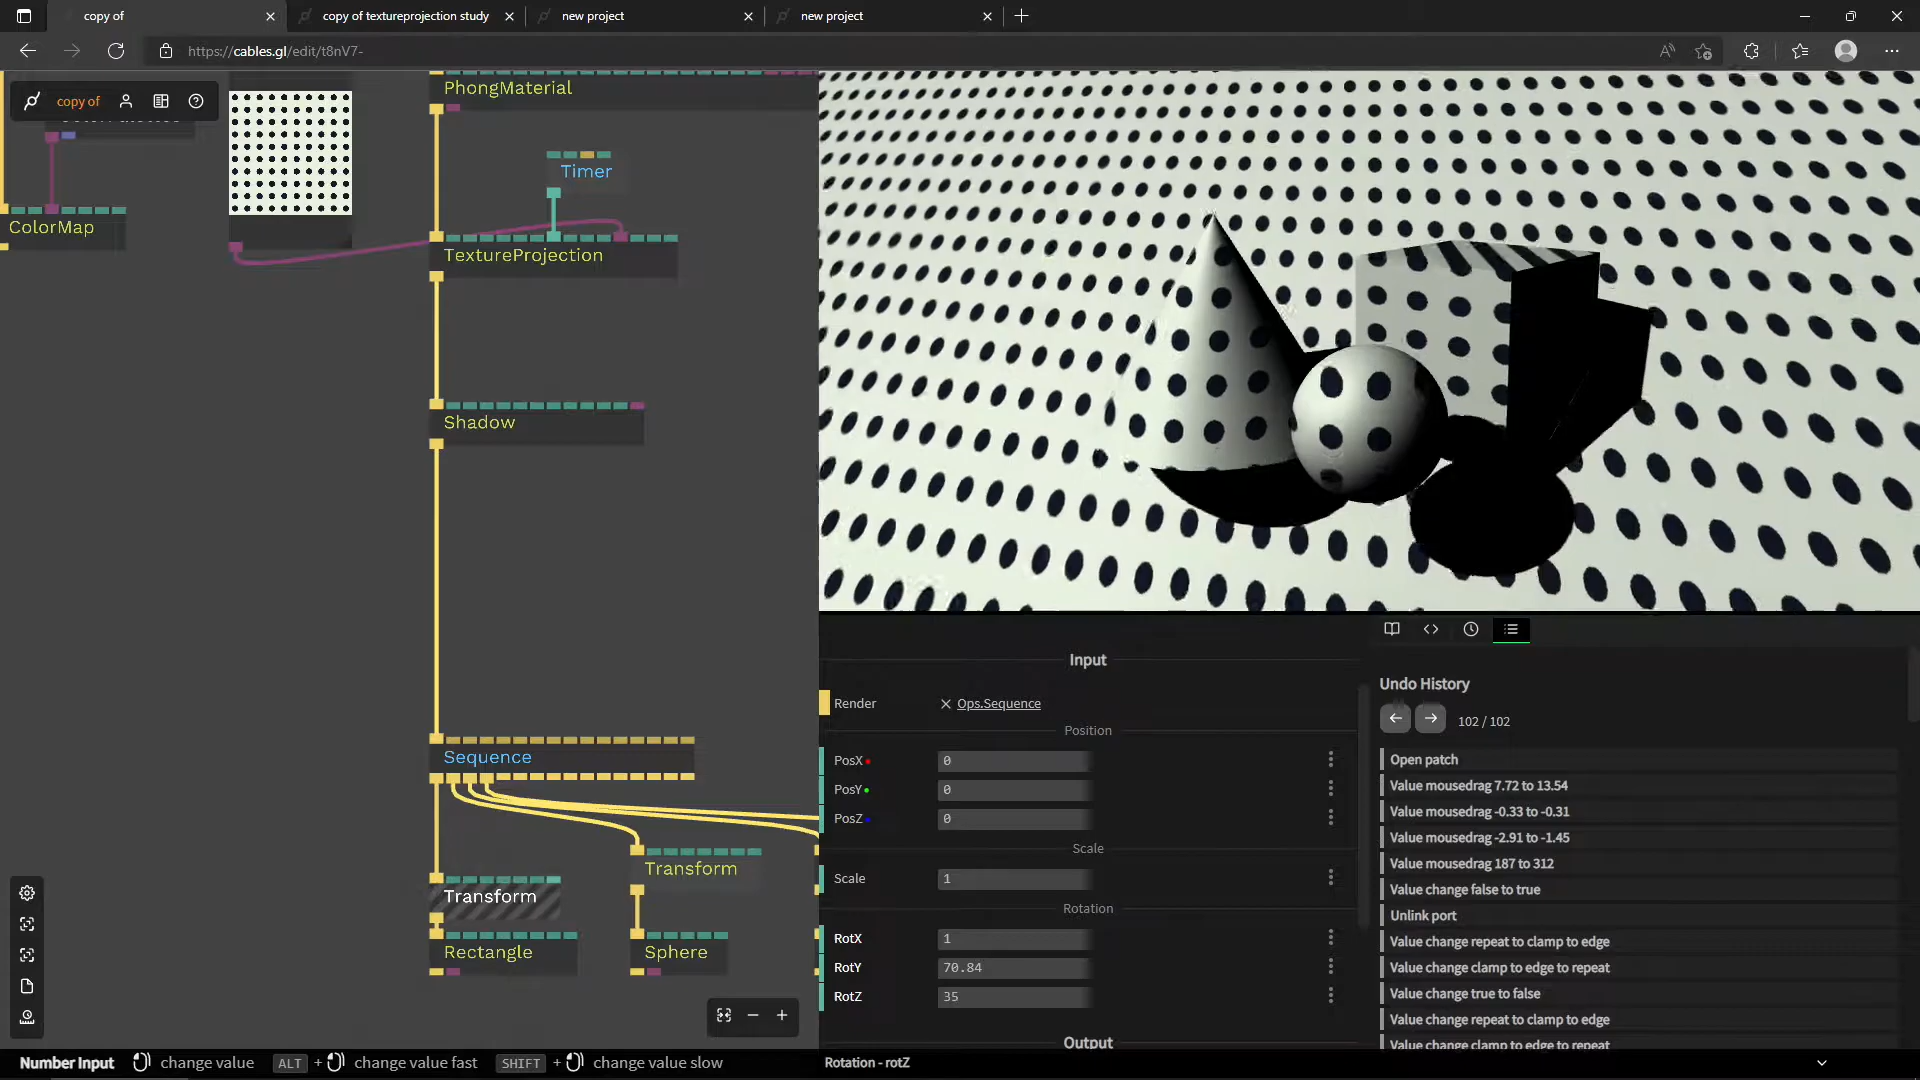 copy of
copy of textureprojection study
new project
new project
https://cables.gl/edit/t8nV7-
copy of
PhongMaterial
Timer
ColorMap
TextureProjection
Shadow
Sequence
Transform
Transform
Rectangle
Sphere
Input
Render
Ops.Sequence
Position
PosX
0
PosY
0
PosZ
0
Scale
Scale
1
Rotation
RotX
1
RotY
70.84
RotZ
35
Output
Undo History
102 / 102
Open patch
Value mousedrag 7.72 to 13.54
Value mousedrag -0.33 to -0.31
Value mousedrag -2.91 to -1.45
Value mousedrag 187 to 312
Value change false to true
Unlink port
Value change repeat to clamp to edge
Value change clamp to edge to repeat
Value change true to false
Value change repeat to clamp to edge
Value change clamp to edge to repeat
Number Input change value ALT + change value fast SHIFT + change value slow
Rotation - rotZ